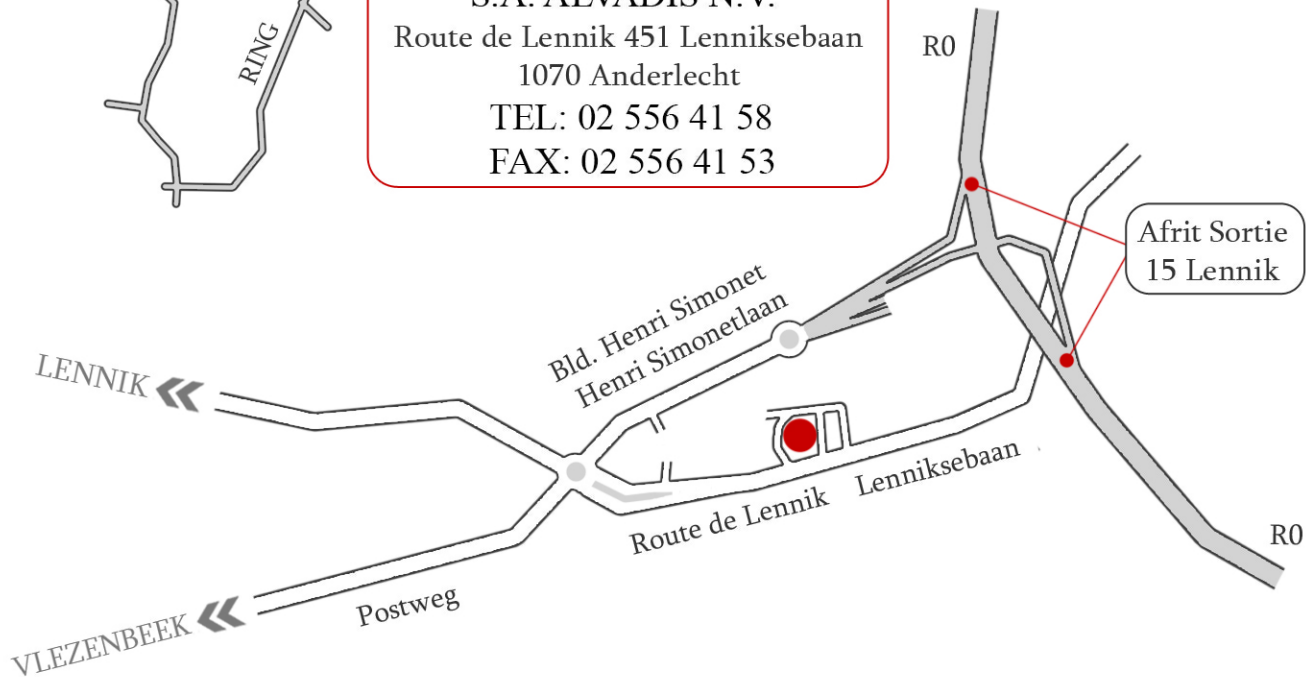 S.A. ALVADIS N.V.
Route de Lennik 451 Lenniksebaan
1070 Anderlecht
TEL: 02 556 41 58
FAX: 02 556 41 53
RING
R0
Afrit Sortie
15 Lennik
Bld. Henri Simonet
Henri Simonetlaan
LENNIK
Route de Lennik Lenniksebaan
R0
Postweg
VLEZENBEEK